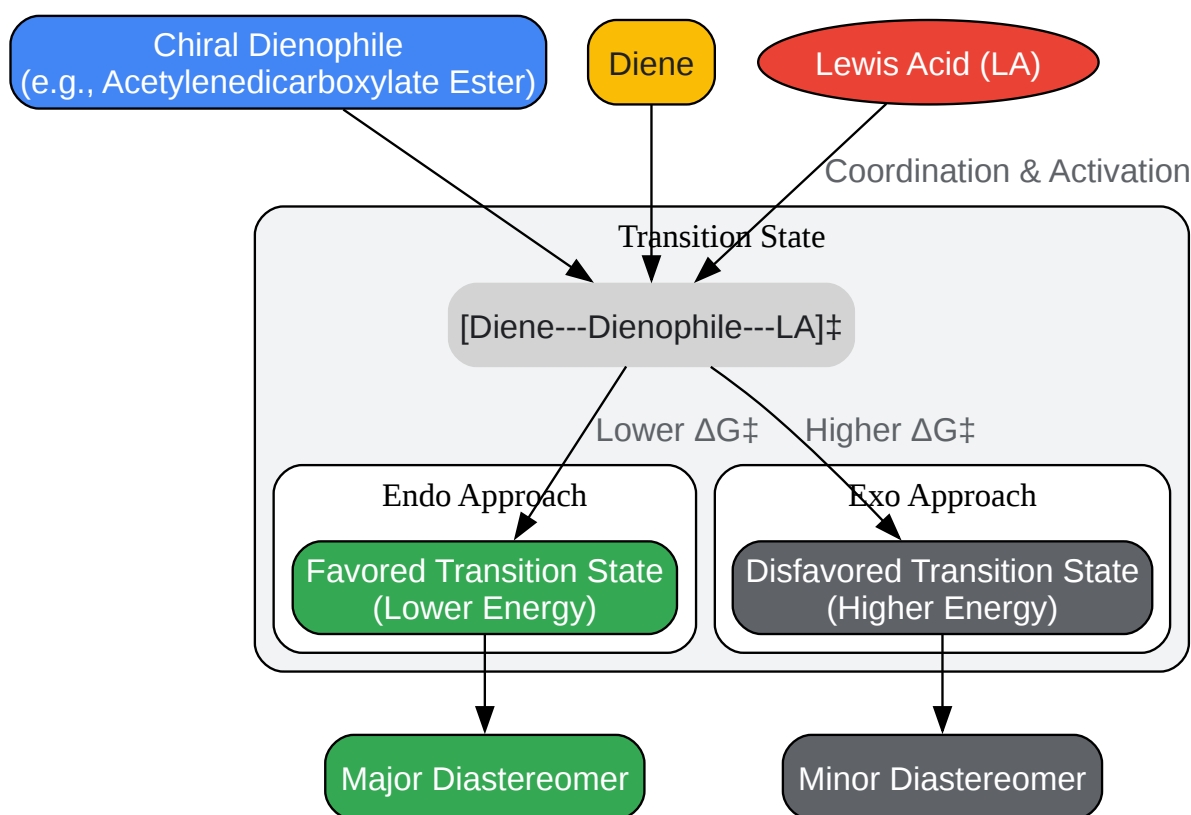 Chiral Dienophile
(e.g., Acetylenedicarboxylate Ester)
Diene
Lewis Acid (LA)
Coordination & Activation
Transition State
[Diene---Dienophile---LA]‡
Lower ΔG‡
Higher ΔG‡
Endo Approach
Exo Approach
Favored Transition State
(Lower Energy)
Disfavored Transition State
(Higher Energy)
Major Diastereomer
Minor Diastereomer